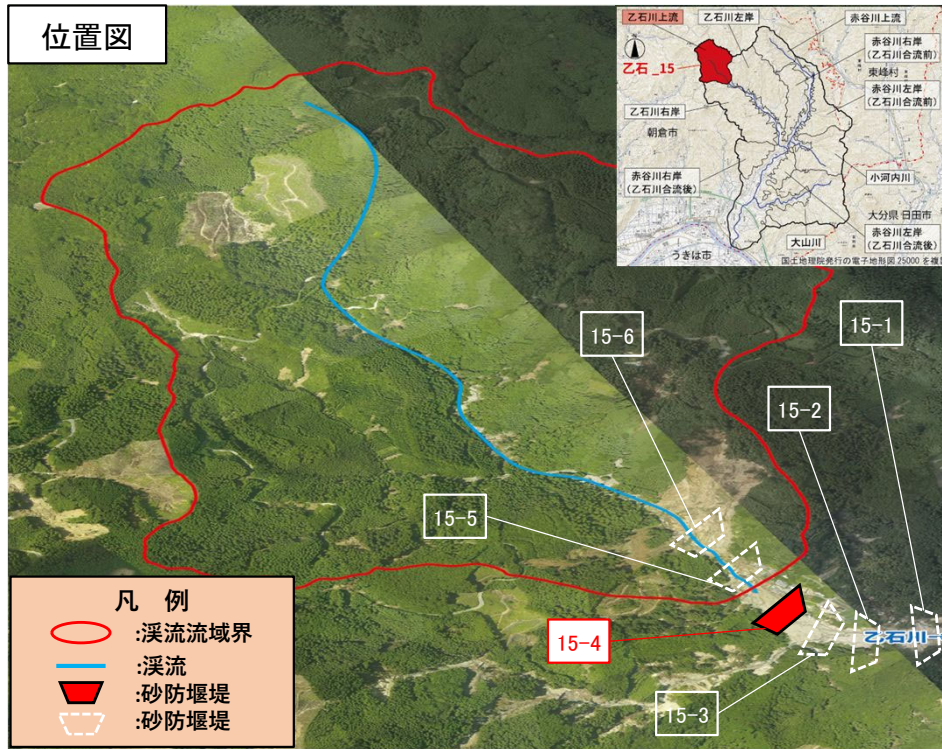 位置図
乙石川上流
乙石川左岸
赤谷川上流
赤谷川右岸
(乙石川合流前)
東峰村
乙石_15
赤谷川左岸
(乙石川合流前)
乙石川右岸
朝倉市
赤谷川右岸
(乙石川合流後)
小河内川
大分県 日田市
赤谷川左岸
(乙石川合流後)
大山川
うきは市
国土地理院発行の電子地形図25000を複
15-6
15-1
15-2
15-5
15-4
15-3
乙石川
凡 例
:渓流流域界
:渓流
:砂防堰堤
:砂防堰堤